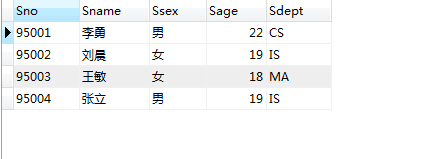 Sno Sname Ssex Sage Sdept
95001 李勇 男 22 CS
95002 刘晨 女 19 IS
95003 王敏 女 18 MA
95004 张立 男 19 IS